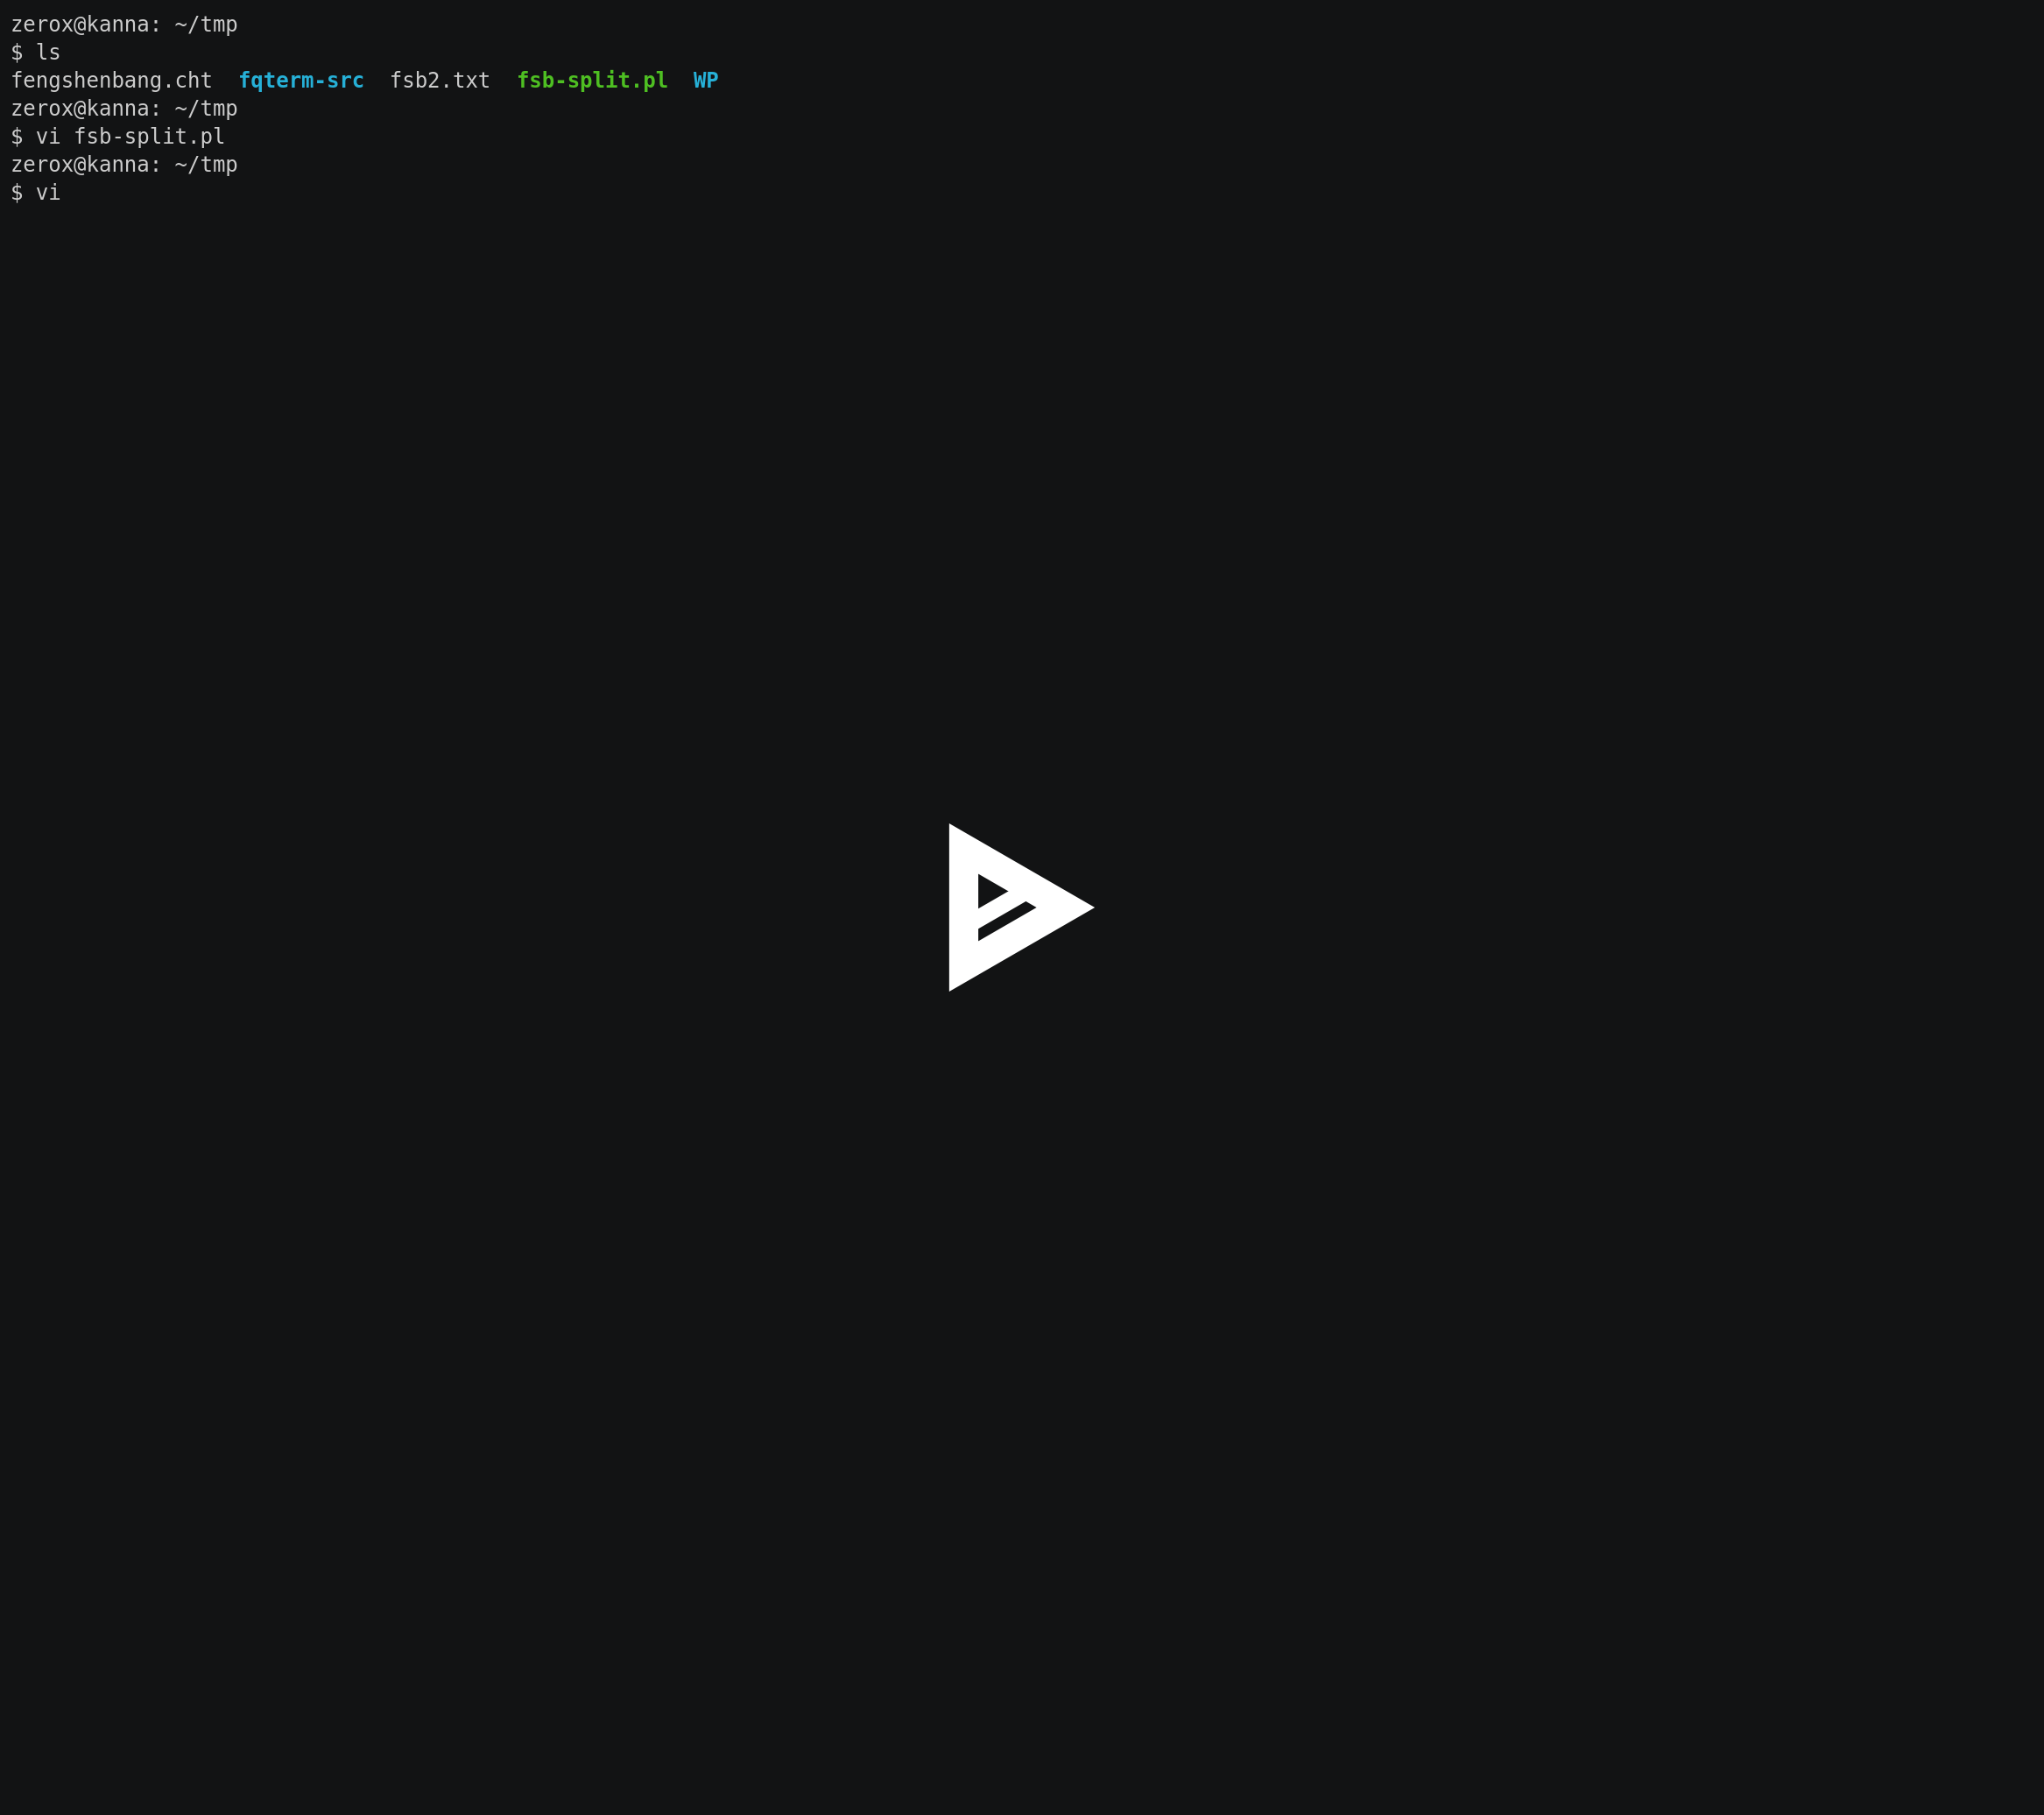 zerox@kanna: ~/tmp
$ ls
fengshenbang.cht  fqterm-src  fsb2.txt  fsb-split.pl  WP
zerox@kanna: ~/tmp
$ vi fsb-split.pl
zerox@kanna: ~/tmp
$ vi